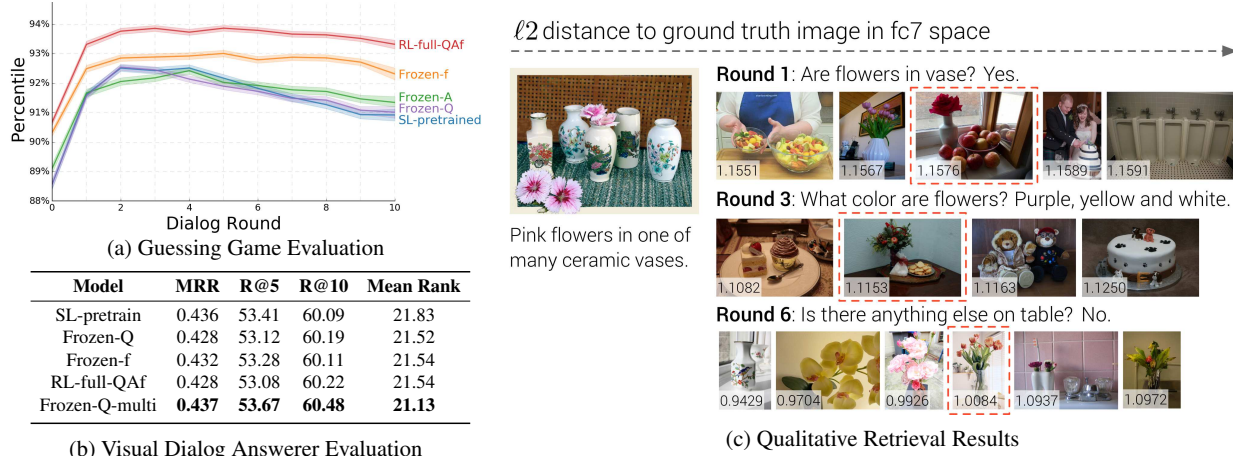 94%
93%
92%
91%
90%
89%
88%
Percentile
0 2 4 6 8 10
Dialog Round
RL-full-QAf
Frozen-f
Frozen-A
Frozen-Q
SL-pretrained
(a) Guessing Game Evaluation
Model MRR R@5 R@10 Mean Rank
SL-pretrain 0.436 53.41 60.09 21.83
Frozen-Q 0.428 53.12 60.19 21.52
Frozen-f 0.432 53.28 60.11 21.54
RL-full-QAf 0.428 53.08 60.22 21.54
Frozen-Q-multi 0.437 53.67 60.48 21.13
(b) Visual Dialog Answerer Evaluation
ℓ2 distance to ground truth image in fc7 space
Pink flowers in one of
many ceramic vases.
Round 1: Are flowers in vase? Yes.
1.1551 1.1567 1.1576 1.1589 1.1591
Round 3: What color are flowers? Purple, yellow and white.
1.1082 1.1153 1.1163 1.1250
Round 6: Is there anything else on table? No.
0.9429 0.9704 0.9926 1.0084 1.0937 1.0972
(c) Qualitative Retrieval Results